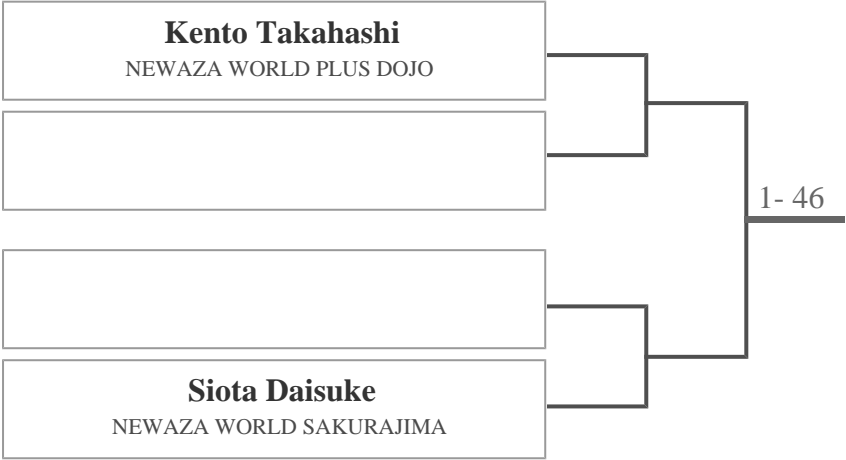 Kento Takahashi
NEWAZA WORLD PLUS DOJO
1- 46
Siota Daisuke
NEWAZA WORLD SAKURAJIMA